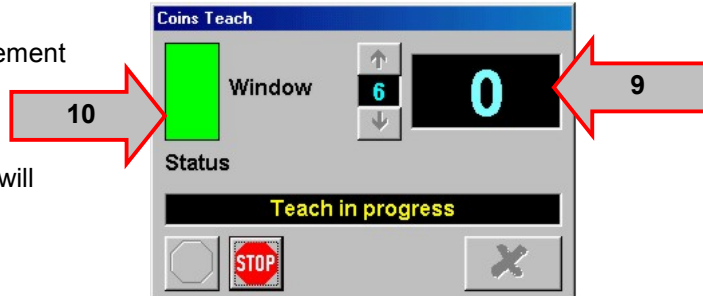 Coins Teach
ement
Window
6
0
9
10
Status
will
Teach in progress
STOP